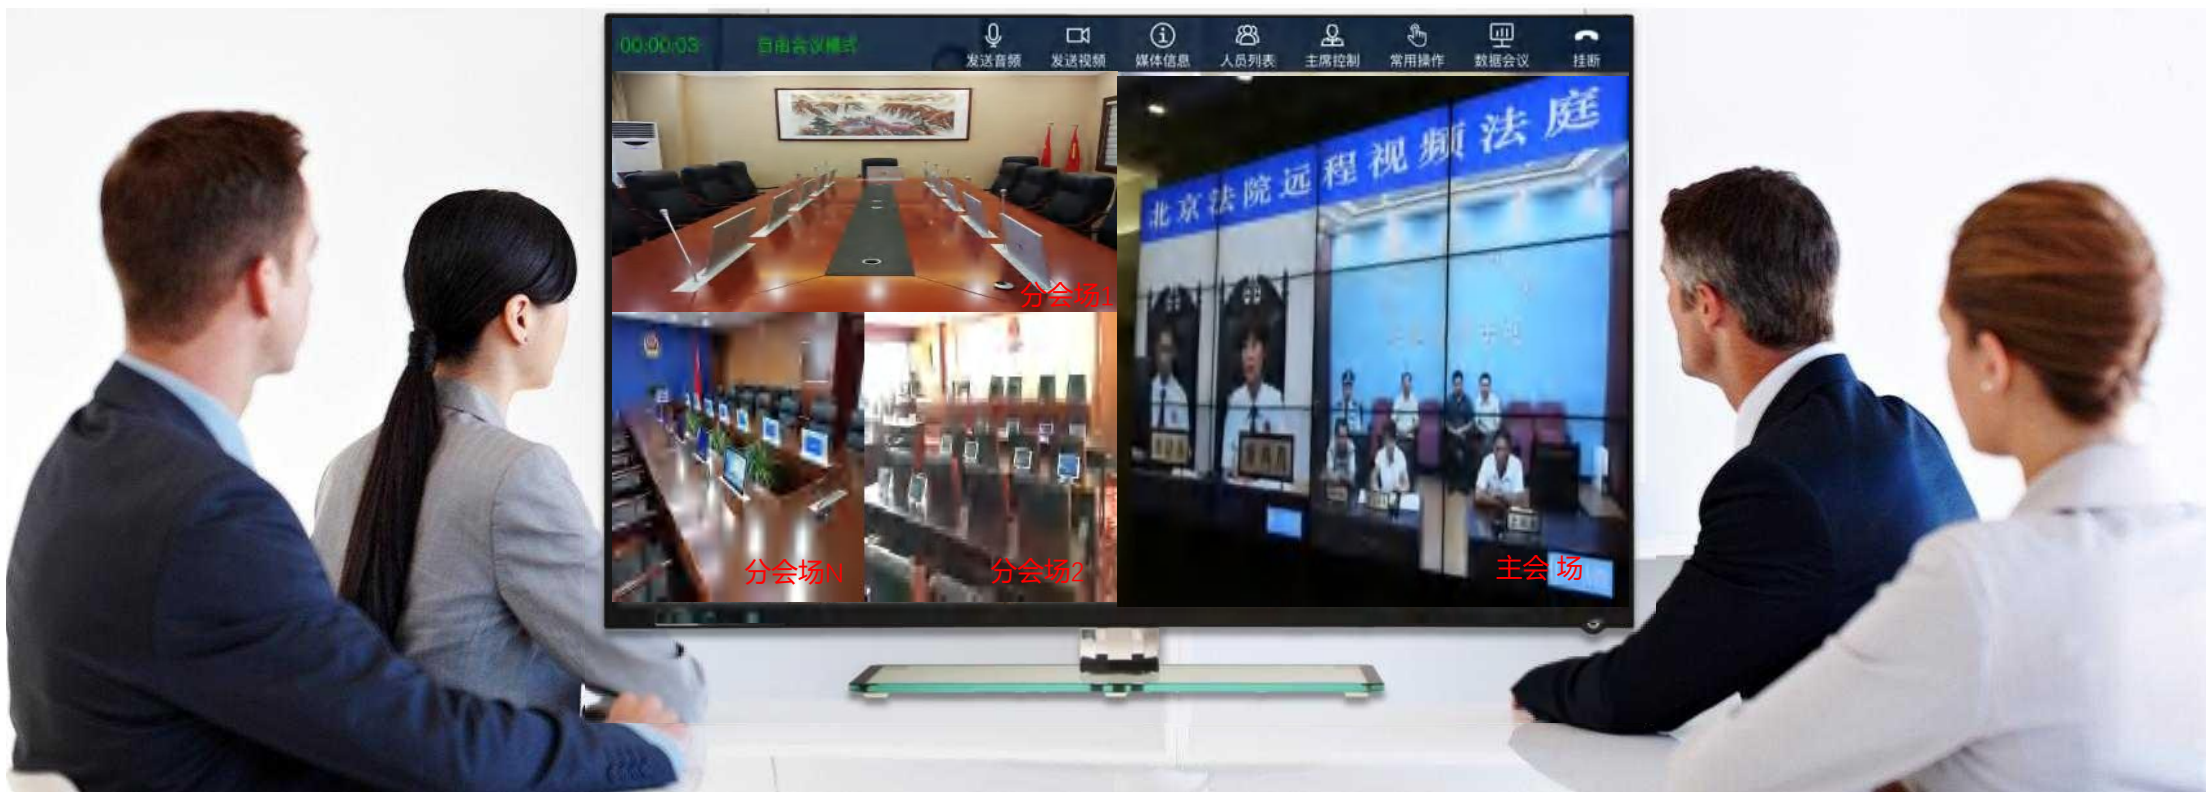 00:00:03 自由会议模式
发送音频 发送视频 媒体信息 人员列表 主席控制 常用操作 数据会议 挂断
北京法院远程视频法庭
分会场1
分会场N
分会场2
主会 场